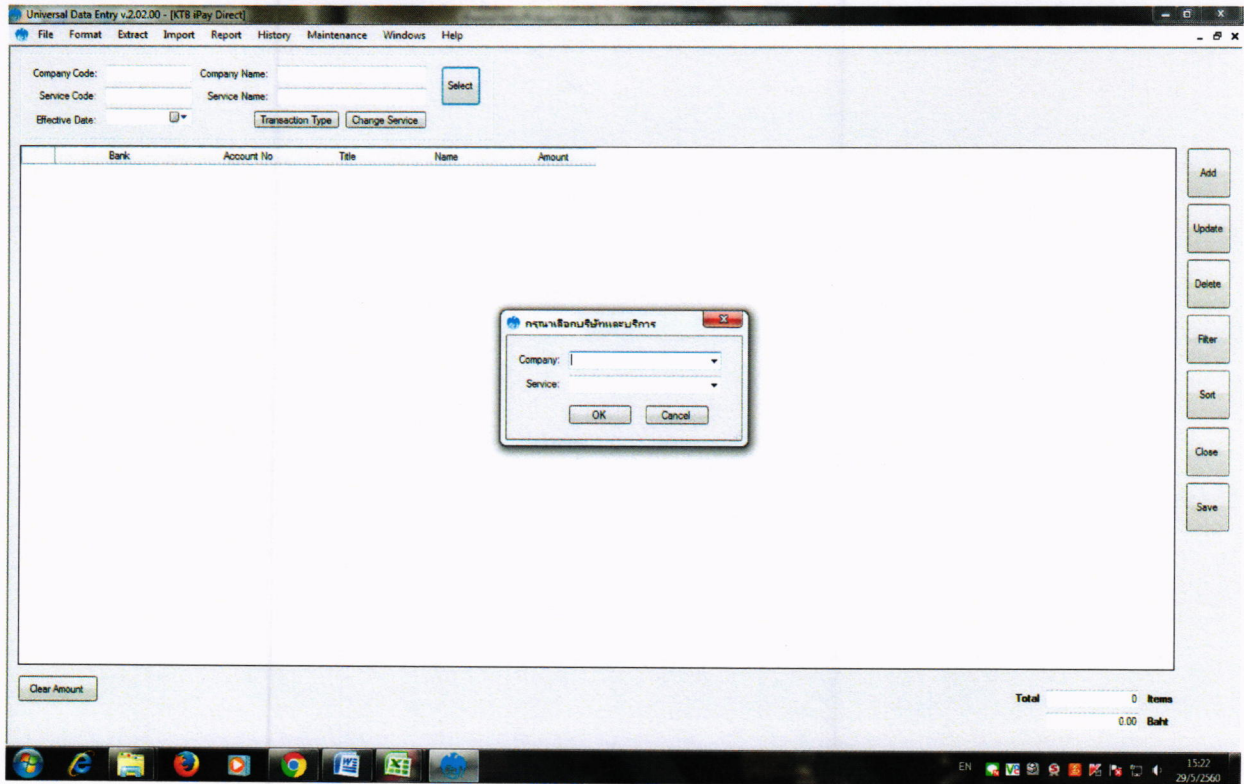 Universal Data Entry v.2.02.00 - [KTB iPay Direct]
File Format Extract Import Report History Maintenance Windows Help
Company Code: Company Name: Select
Service Code: Service Name:
Effective Date: Transaction Type Change Service
Bank Account No Title Name Amount
Add
Update
Delete
Filter
Sort
Close
Save
กรุณาเลือกบริษัทและบริการ
Company:
Service:
OK Cancel
Clear Amount
Total 0 Items
0.00 Baht
EN 15:22
29/5/2560